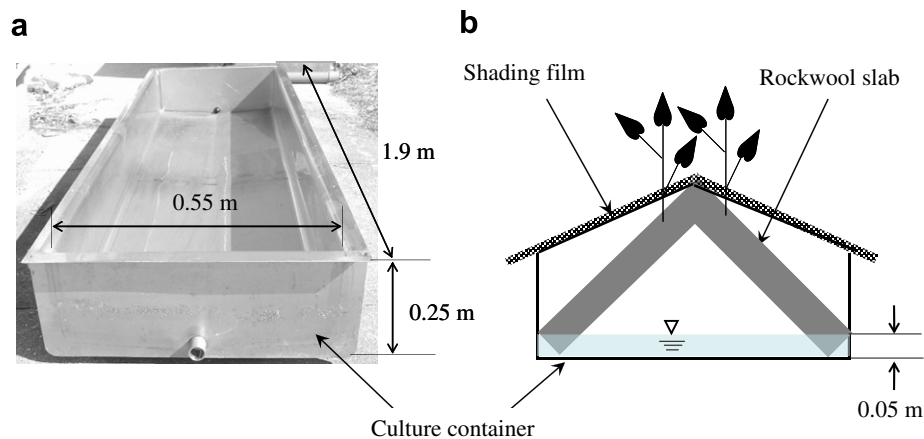 a
b
Shading film
Rockwool slab
1.9 m
0.55 m
0.25 m
0.05 m
Culture container